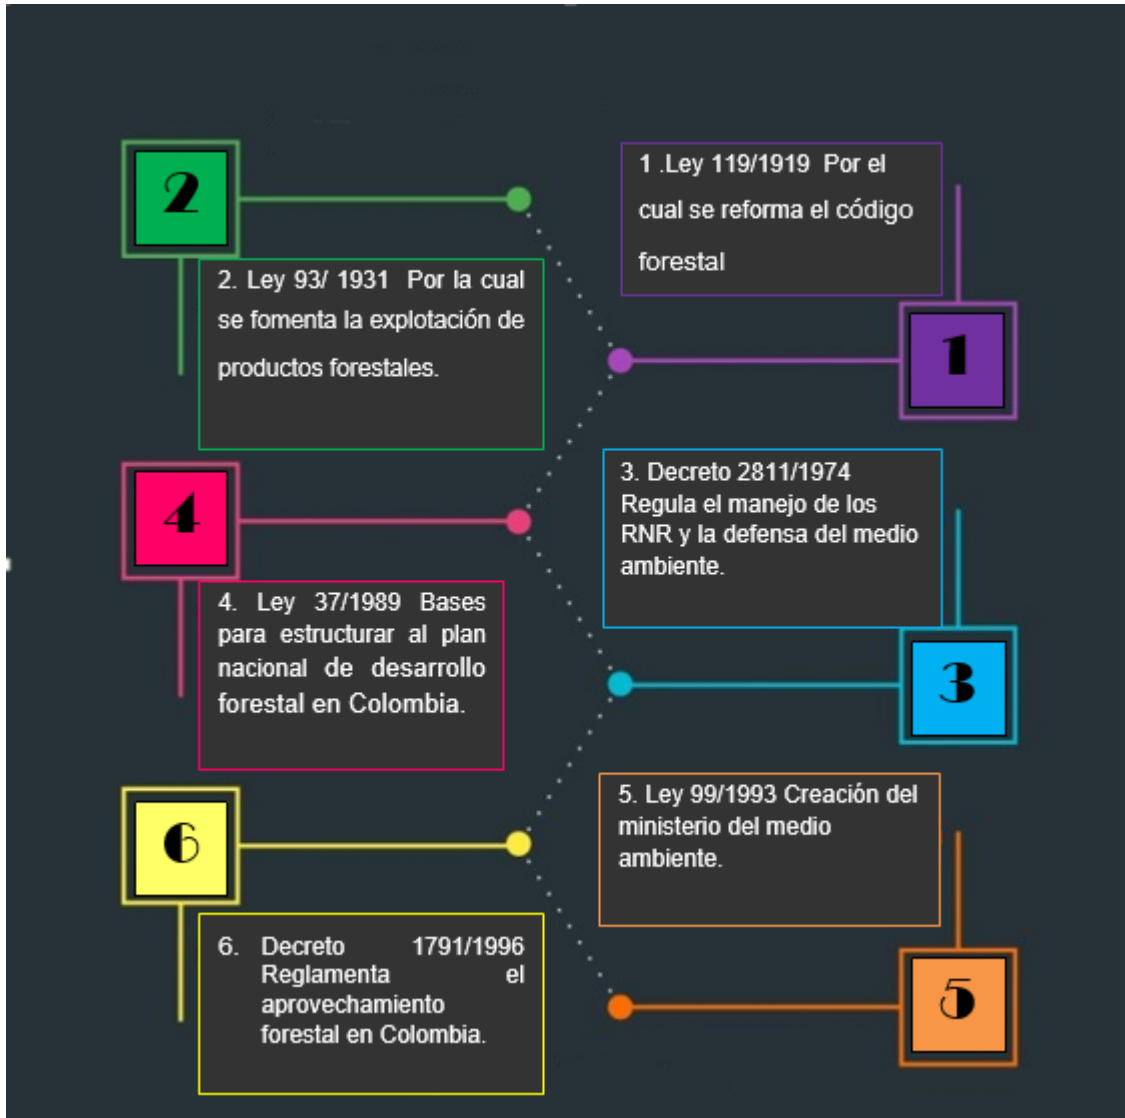 2
1 .Ley 119/1919 Por el
cual se reforma el código
forestal
1
2. Ley 93/ 1931 Por la cual
se fomenta la explotación de
productos forestales.
4
3. Decreto 2811/1974
Regula el manejo de los
RNR y la defensa del medio
ambiente.
3
4. Ley 37/1989 Bases
para estructurar al plan
nacional de desarrollo
forestal en Colombia.
6
5. Ley 99/1993 Creación del
ministerio del medio
ambiente.
5
6. Decreto 1791/1996
Reglamenta el
aprovechamiento
forestal en Colombia.